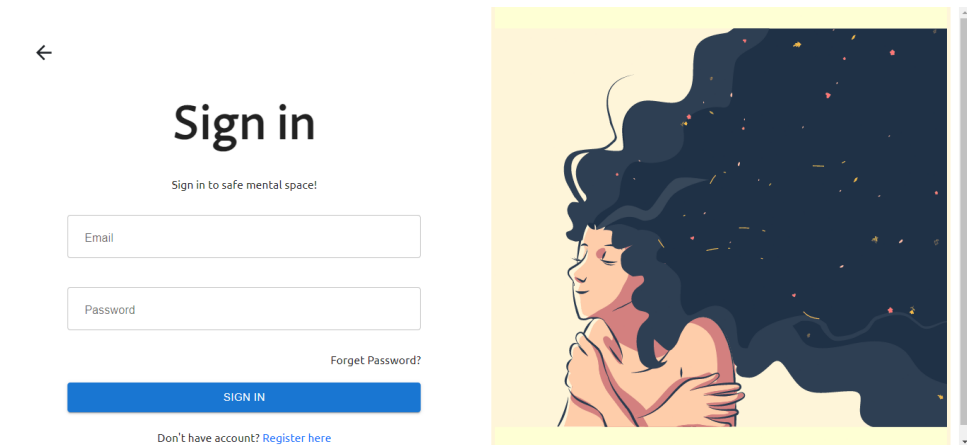 Sign in
Sign in to safe mental space!
Email
Password
Forget Password?
SIGN IN
Don't have account? Register here